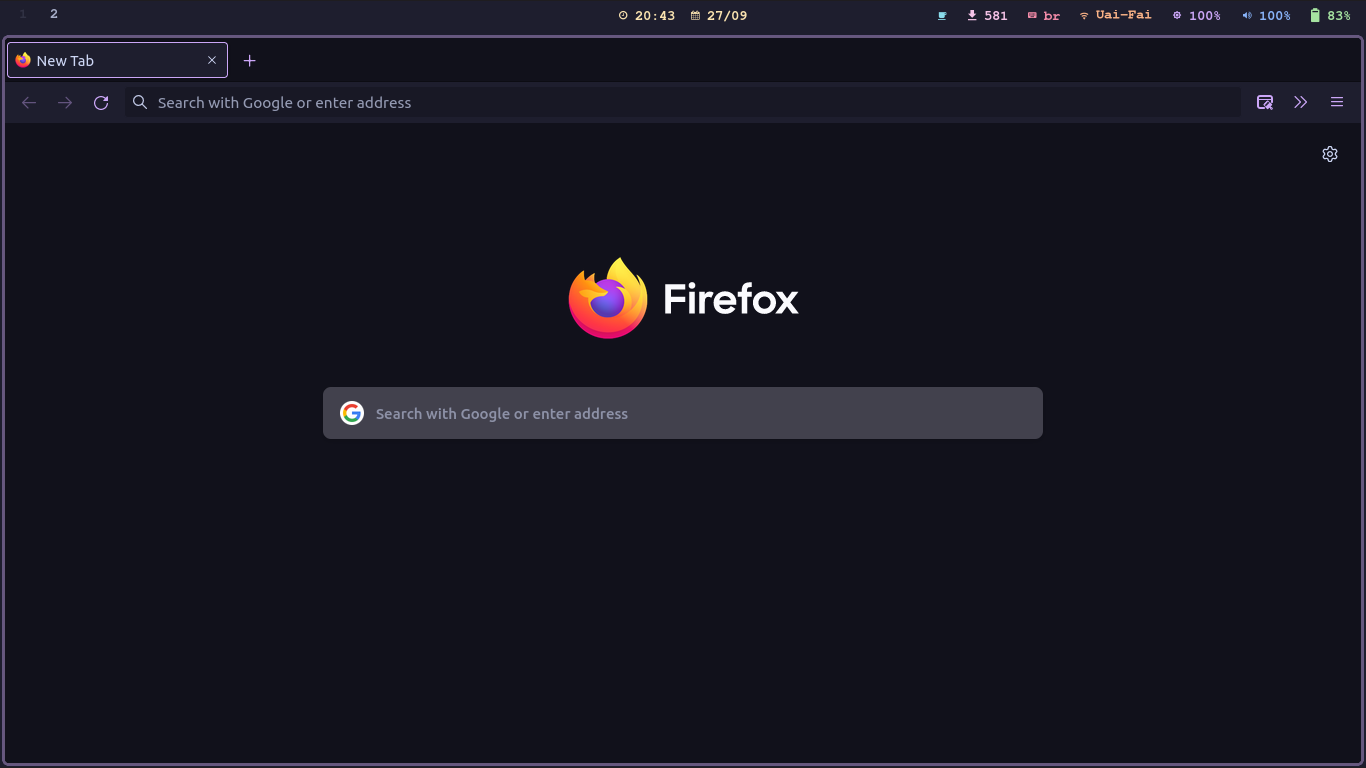 1 2 20:43 27/09 581 br Uai-Fai 100% 100% 83%
New Tab
Search with Google or enter address
Firefox
Search with Google or enter address